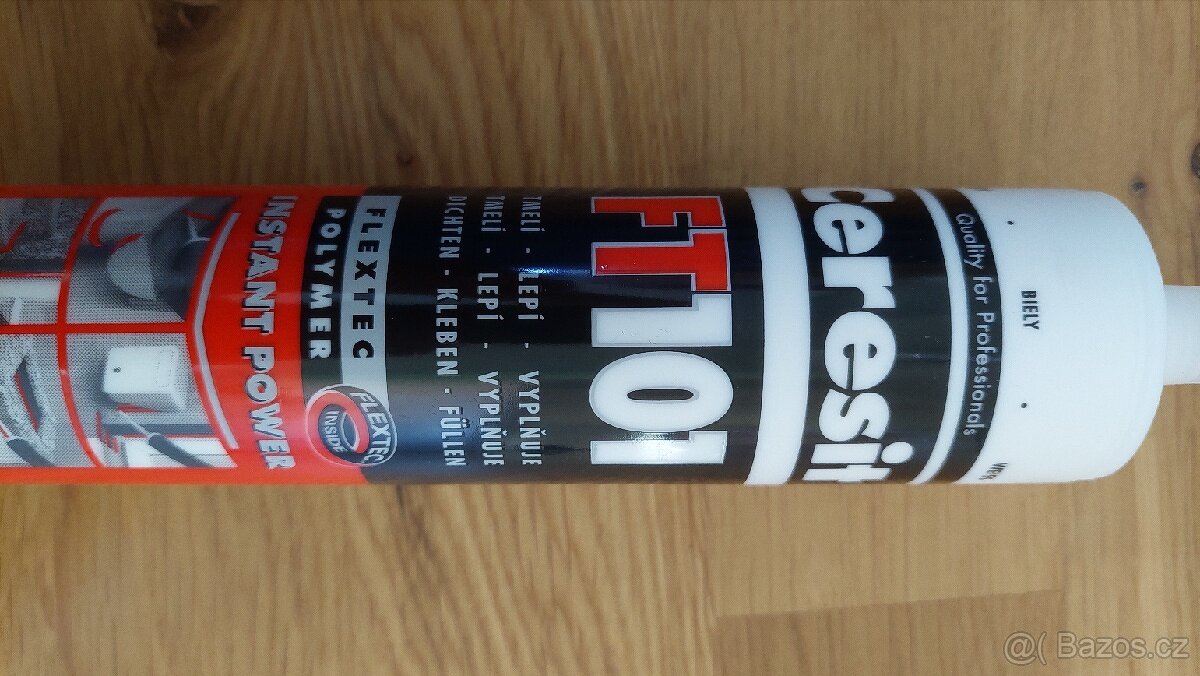 BIELY
Quality for Professionals
Ceresit
FT101
TMELÍ - LEPÍ - VYPLŇUJE
TMELÍ - LEPÍ - VYPLŇUJE
DICHTEN - KLEBEN - FÜLLEN
FLEXTEC
POLYMER
FLEXTEC
INSIDE
INSTANT POWER
@( Bazos.cz